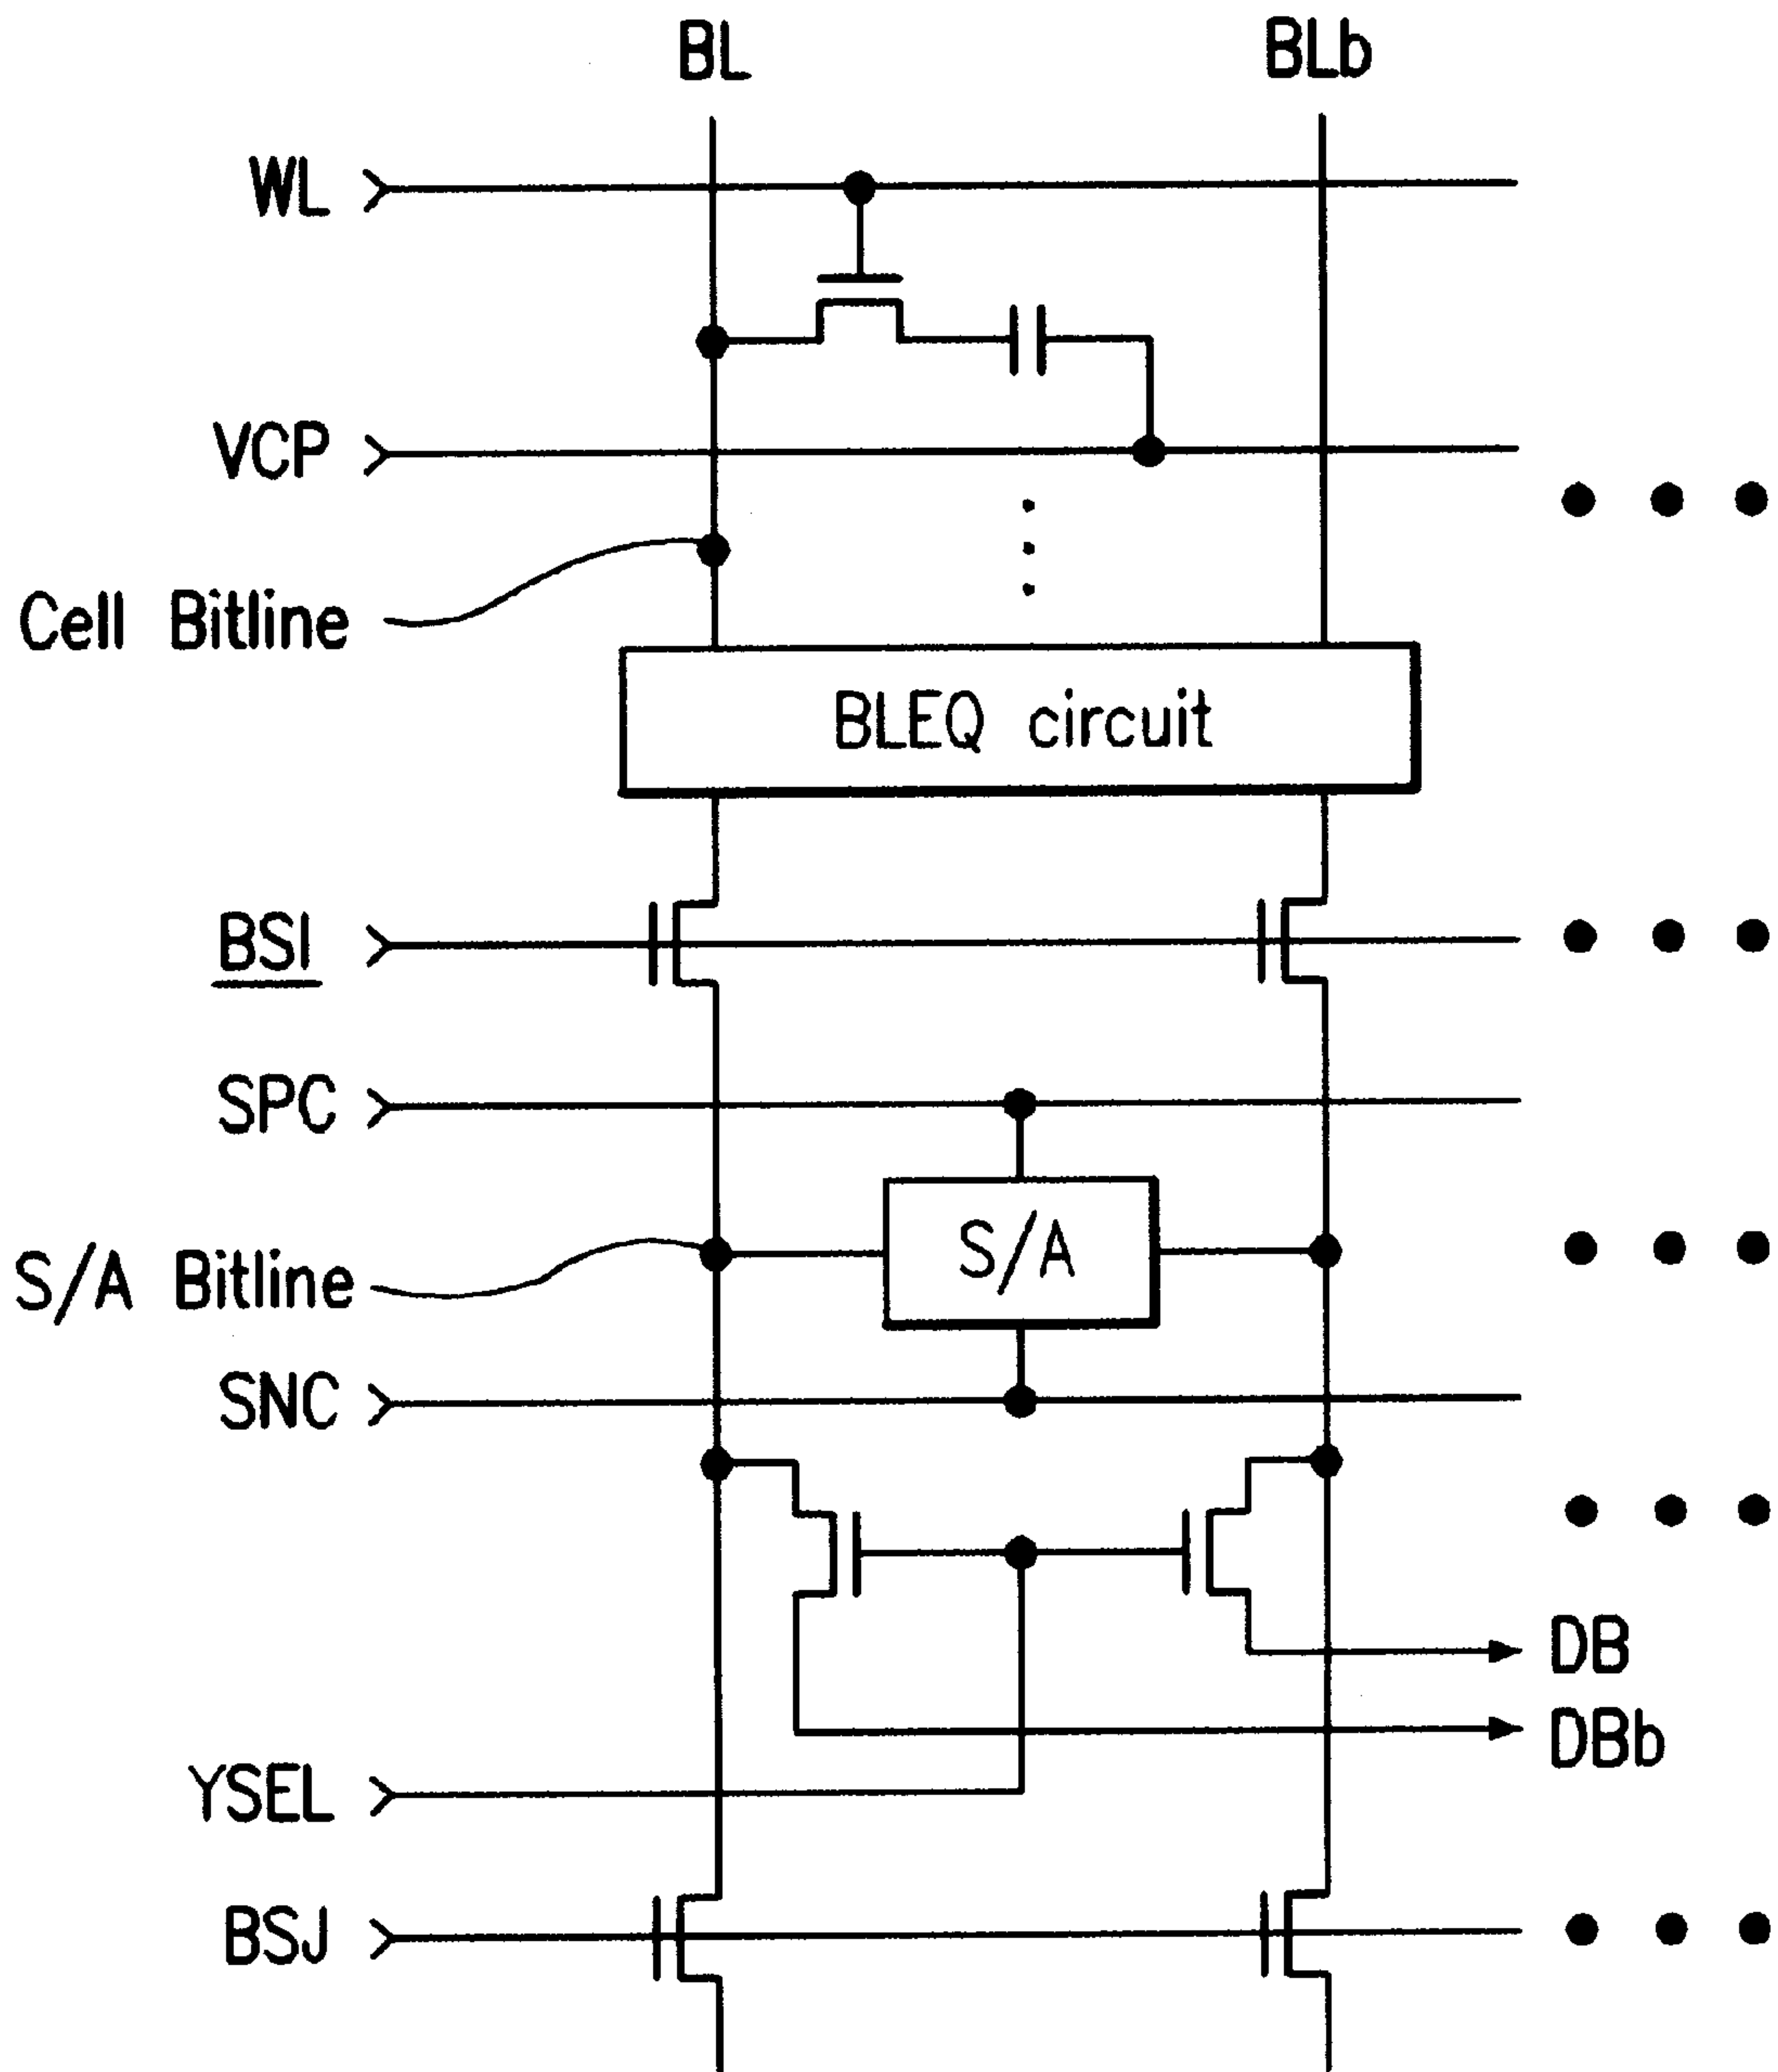 BL BLb
WL
VCP
Cell Bitline
BLEQ circuit
BSI
SPC
S/A
S/A Bitline
SNC
DB
DBb
YSEL
BSJ